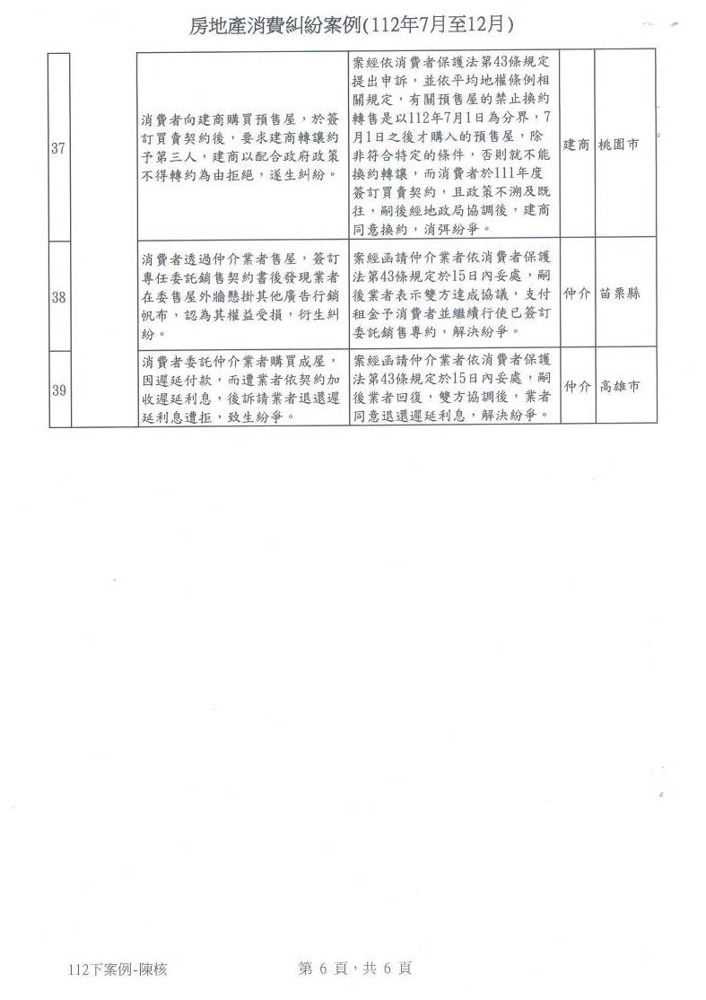 房地產消費糾紛案例(112年7月至12月)
37
消費者向建商購買預售屋，於簽
訂買賣契約後，要求建商轉讓約
予第三人，建商以配合政府政策
不得轉約為由拒絕，遂生糾紛。
案經依消費者保護法第43條規定
提出申訴，並依平均地權條例相
關規定，有關預售屋的禁止換約
轉售是以112年7月1日為分界，7
月1日之後才購入的預售屋，除
非符合特定的條件，否則就不能
換約轉讓，而消費者於111年度
簽訂買賣契約，且政策不溯及既
往，嗣後經地政局協調後，建商
同意換約，消弭紛爭。
建商
桃園市
38
消費者透過仲介業者售屋，簽訂
專任委託銷售契約書後發現業者
在委售屋外牆懸掛其他廣告行銷
帆布，認為其權益受損，衍生糾
紛。
案經函請仲介業者依消費者保護
法第43條規定於15日內妥處，嗣
後業者表示雙方達成協議，支付
租金予消費者並繼續行使已簽訂
委託銷售專約，解決紛爭。
仲介
苗栗縣
39
消費者委託仲介業者購買成屋，
因遲延付款，而遭業者依契約加
收遲延利息，後訴請業者退還遲
延利息遭拒，致生紛爭。
案經函請仲介業者依消費者保護
法第43條規定於15日內妥處，嗣
後業者回復，雙方協調後，業者
同意退還遲延利息，解決紛爭。
仲介
高雄市
112下案例-陳核
第 6 頁，共 6 頁